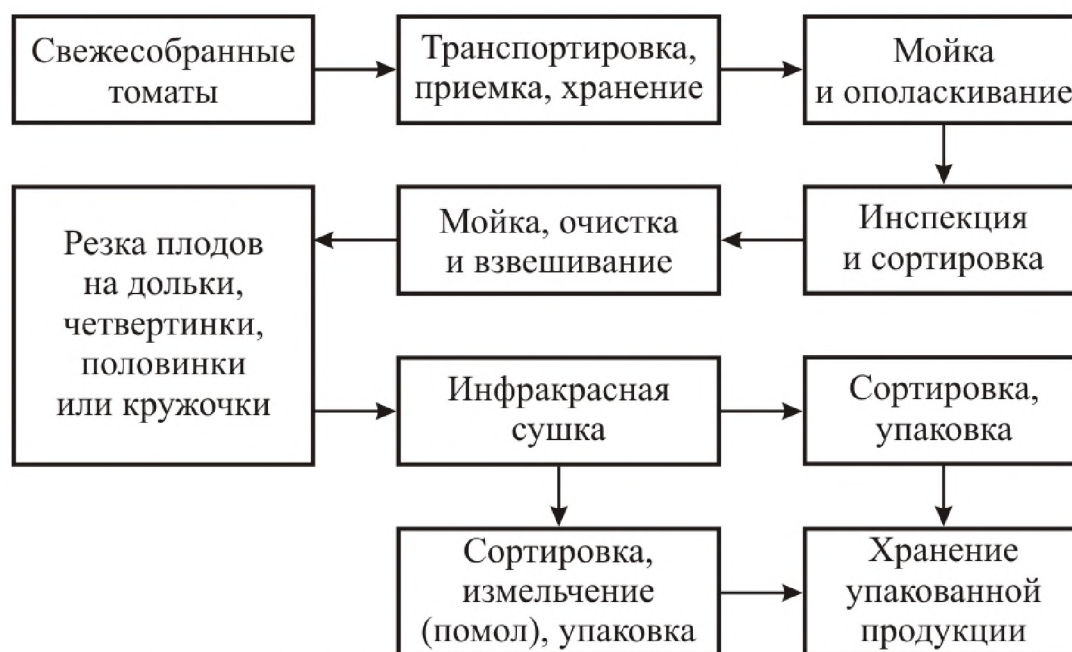 Свежесобранные
томаты
Транспортировка,
приемка, хранение
Мойка
и ополаскивание
Инспекция
и сортировка
Мойка, очистка
и взвешивание
Резка плодов
на дольки,
четвертинки,
половинки
или кружочки
Инфракрасная
сушка
Сортировка,
упаковка
Сортировка,
измельчение
(помол), упаковка
Хранение
упакованной
продукции